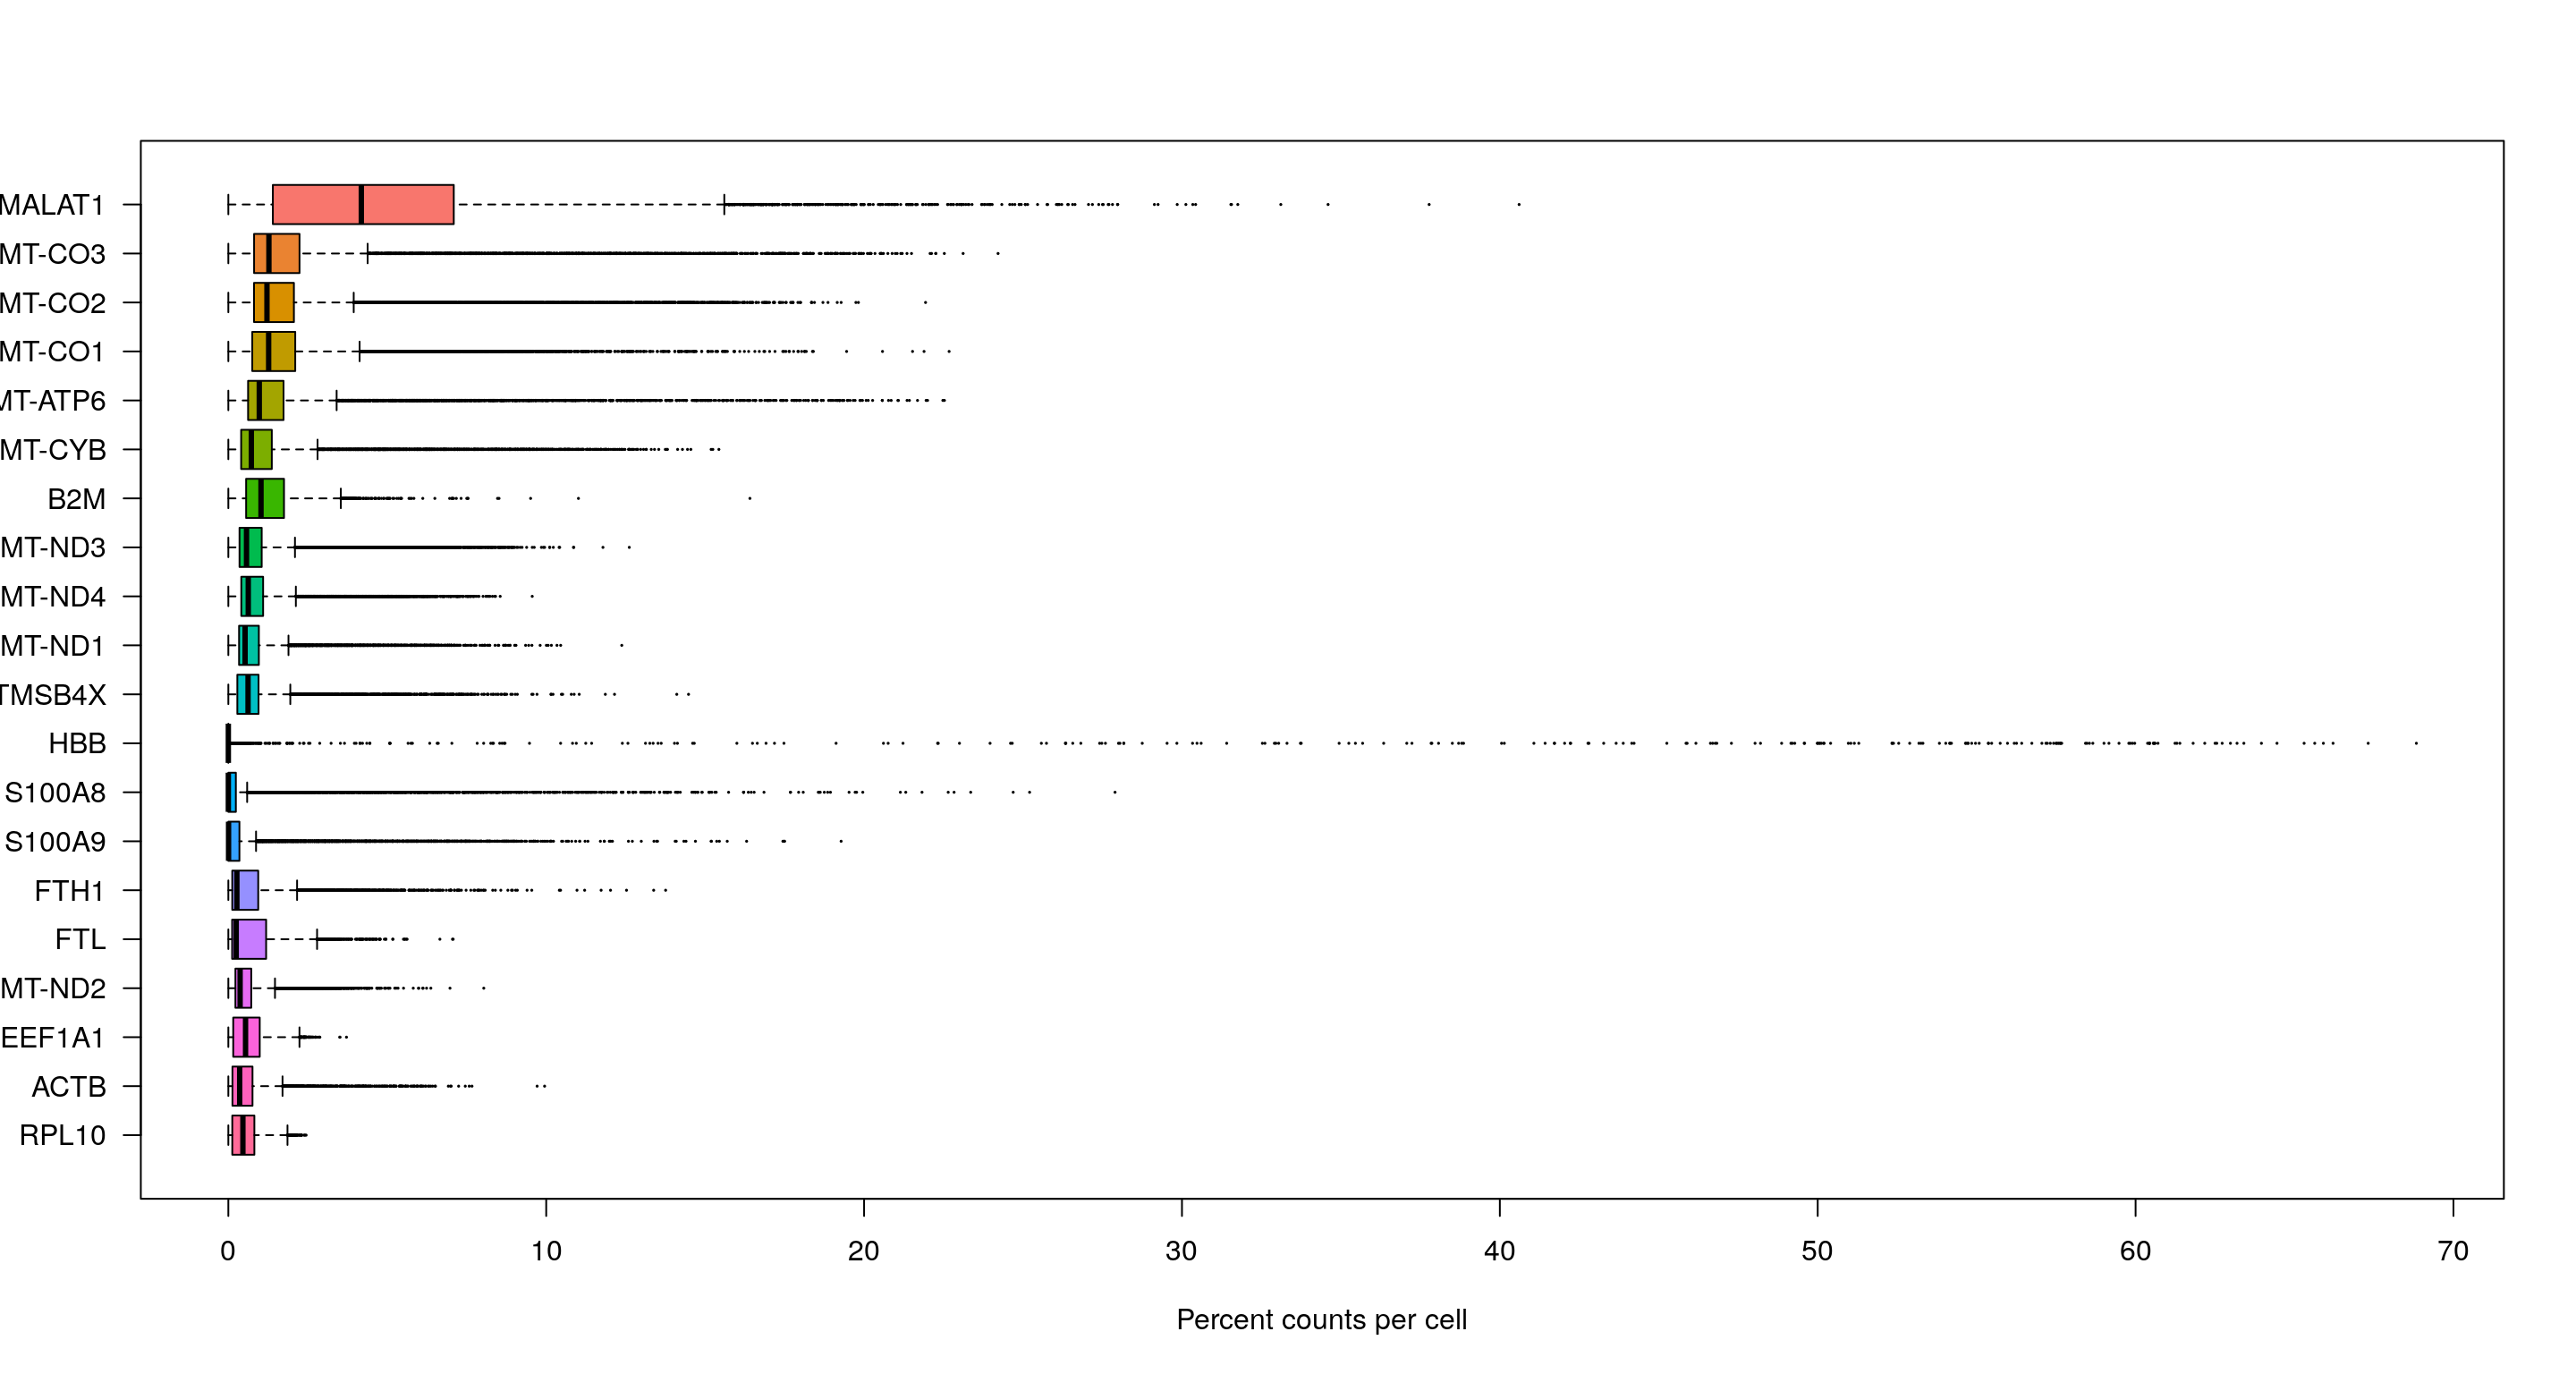 MALAT1
MT-CO3
MT-CO2
MT-CO1
MT-ATP6
MT-CYB
B2M
MT-ND3
MT-ND4
MT-ND1
TMSB4X
HBB
S100A8
S100A9
FTH1
FTL
MT-ND2
EEF1A1
ACTB
RPL10
0 10 20 30 40 50 60 70
Percent counts per cell